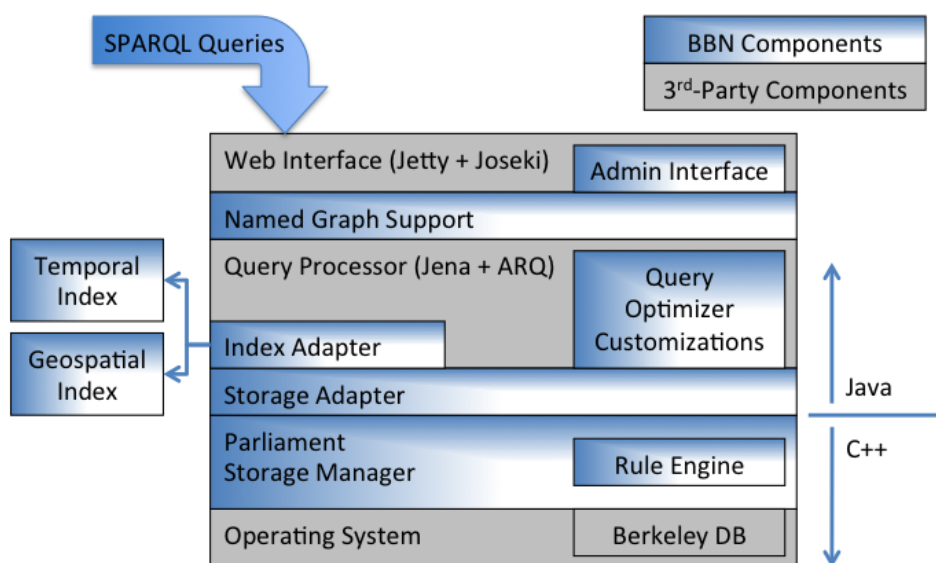 SPARQL Queries
BBN Components
3rd-Party Components
Web Interface (Jetty + Joseki)
Admin Interface
Named Graph Support
Temporal
Index
Query Processor (Jena + ARQ)
Query
Optimizer
Customizations
Geospatial
Index
Index Adapter
Storage Adapter
Java
C++
Parliament
Storage Manager
Rule Engine
Operating System
Berkeley DB